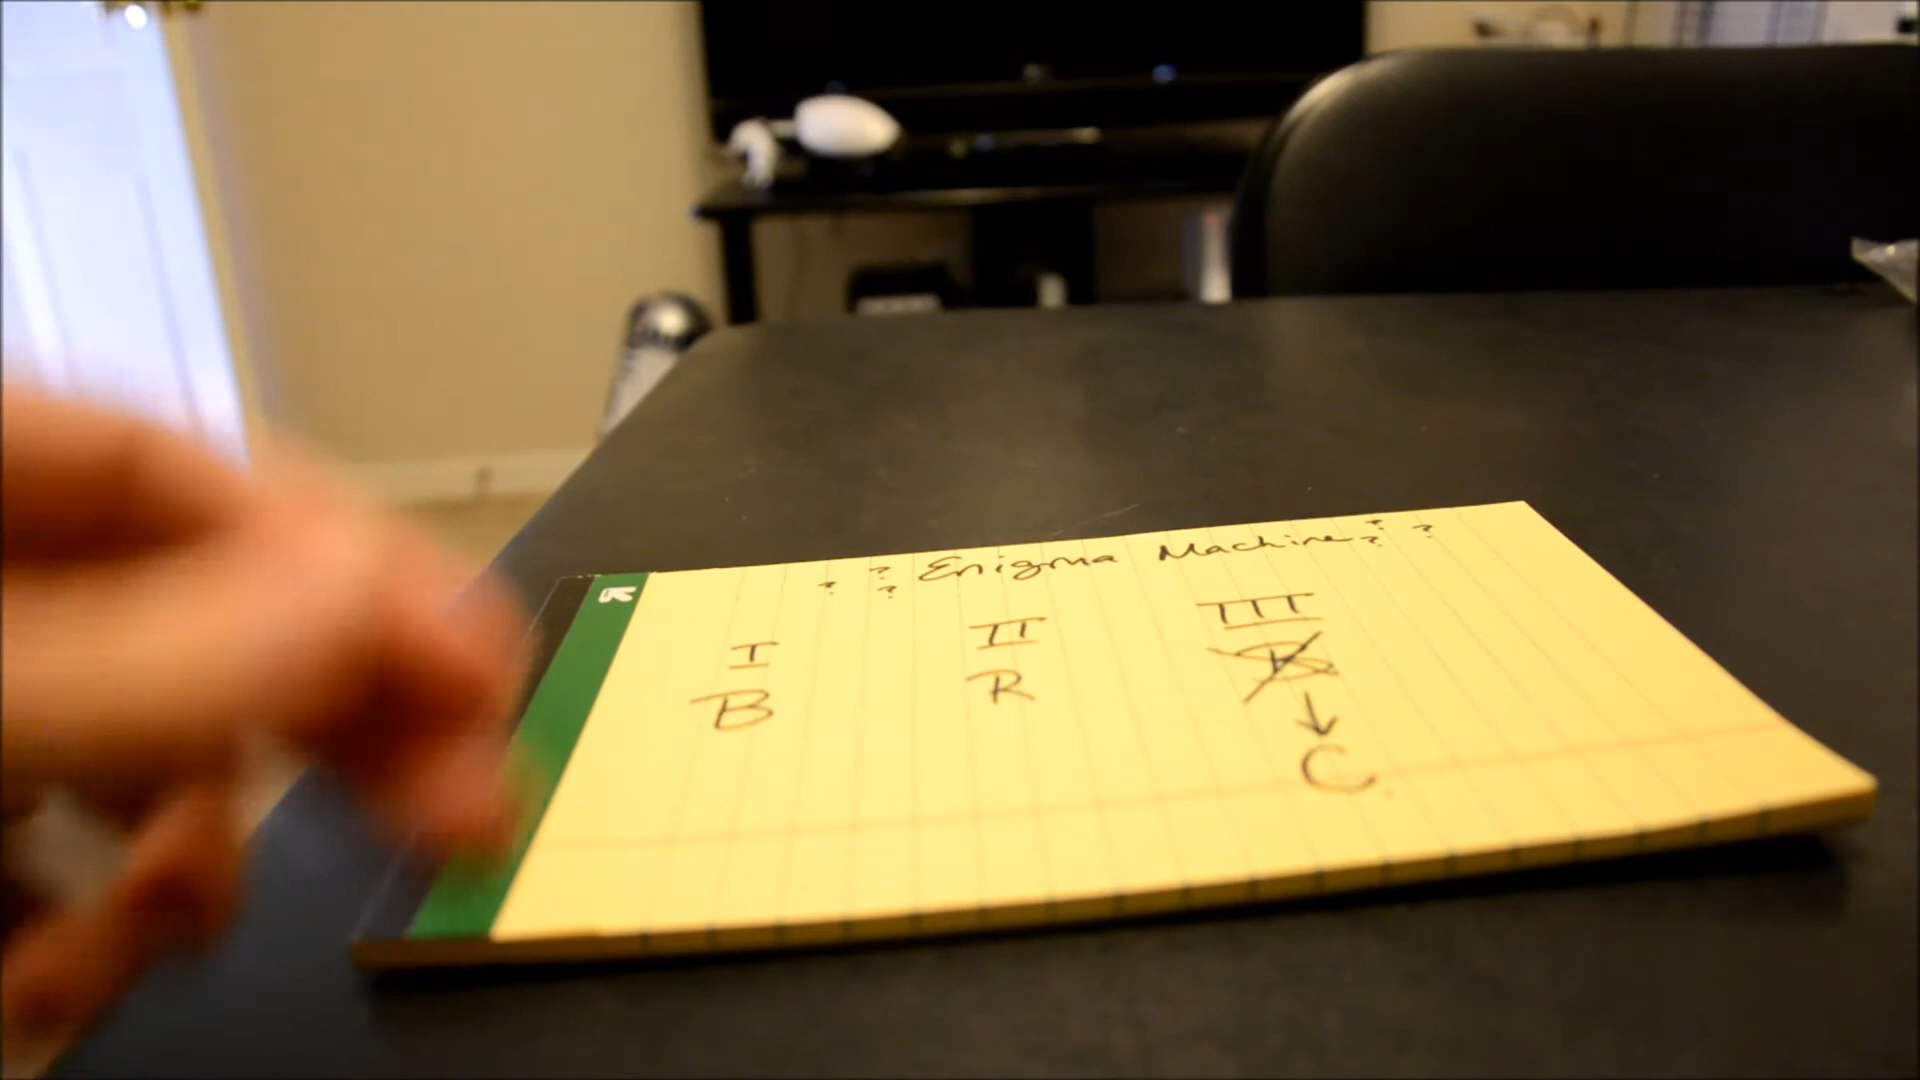 ? ? ? Enigma Machine ? ? ?
I II III
B R B
↓
C